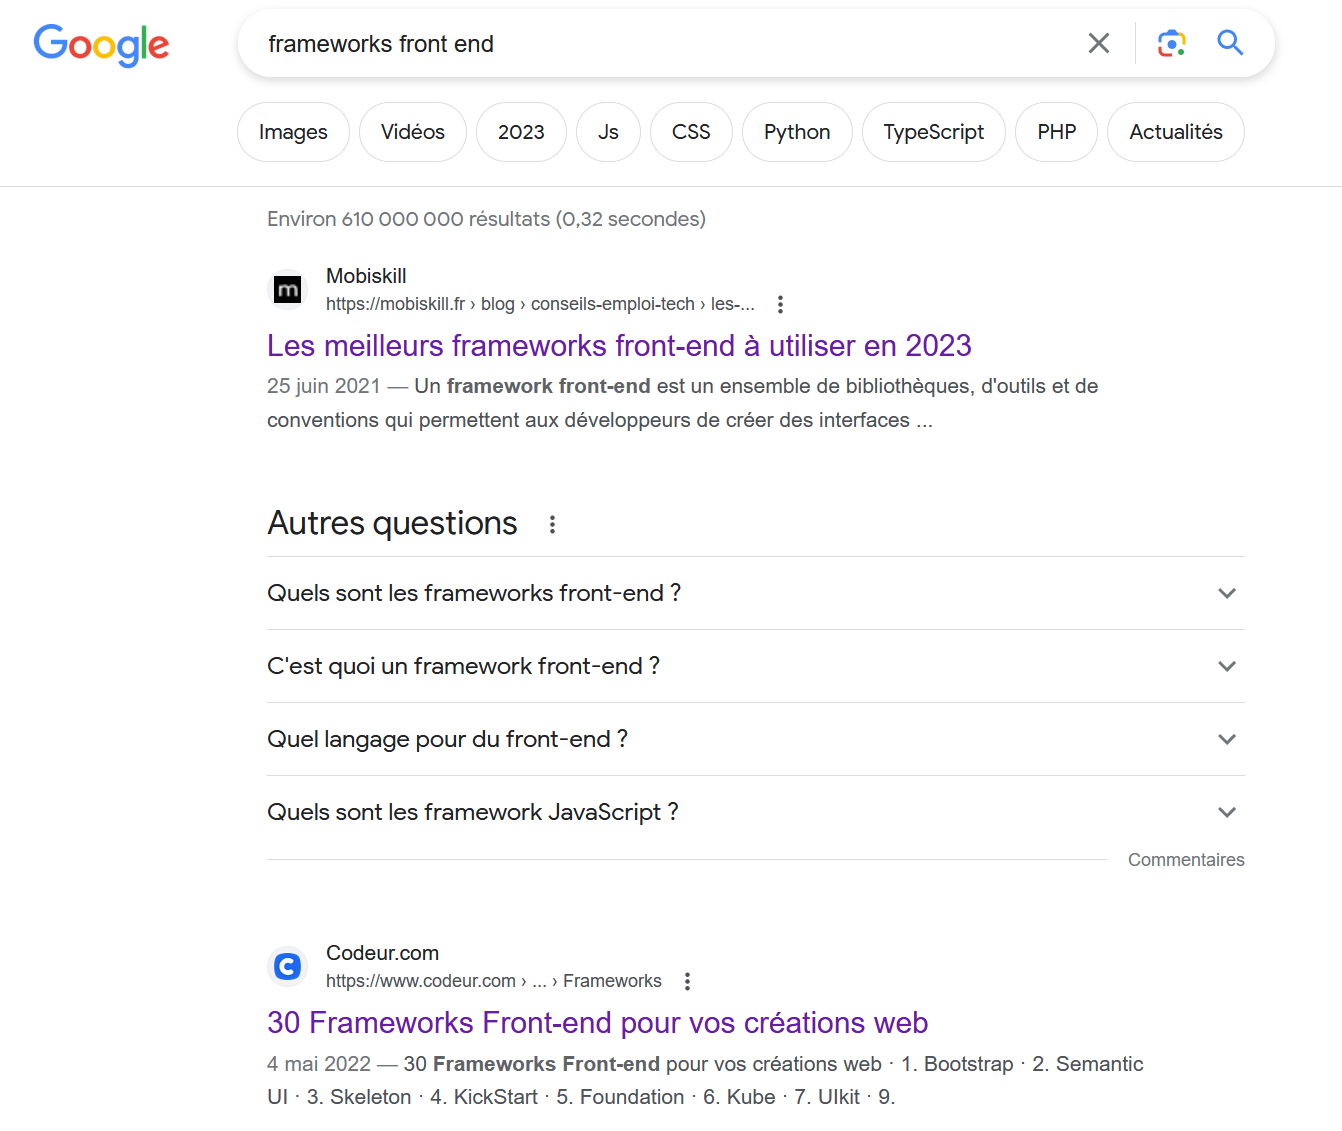 Google
frameworks front end
Images
Vidéos
2023
Js
CSS
Python
TypeScript
PHP
Actualités
Environ 610 000 000 résultats (0,32 secondes)
m
Mobiskill
https://mobiskill.fr › blog › conseils-emploi-tech › les-...
Les meilleurs frameworks front-end à utiliser en 2023
25 juin 2021 — Un framework front-end est un ensemble de bibliothèques, d'outils et de
conventions qui permettent aux développeurs de créer des interfaces ...
Autres questions
Quels sont les frameworks front-end ?
C'est quoi un framework front-end ?
Quel langage pour du front-end ?
Quels sont les framework JavaScript ?
Commentaires
C
Codeur.com
https://www.codeur.com › ... › Frameworks
30 Frameworks Front-end pour vos créations web
4 mai 2022 — 30 Frameworks Front-end pour vos créations web · 1. Bootstrap · 2. Semantic
UI · 3. Skeleton · 4. KickStart · 5. Foundation · 6. Kube · 7. UIkit · 9.